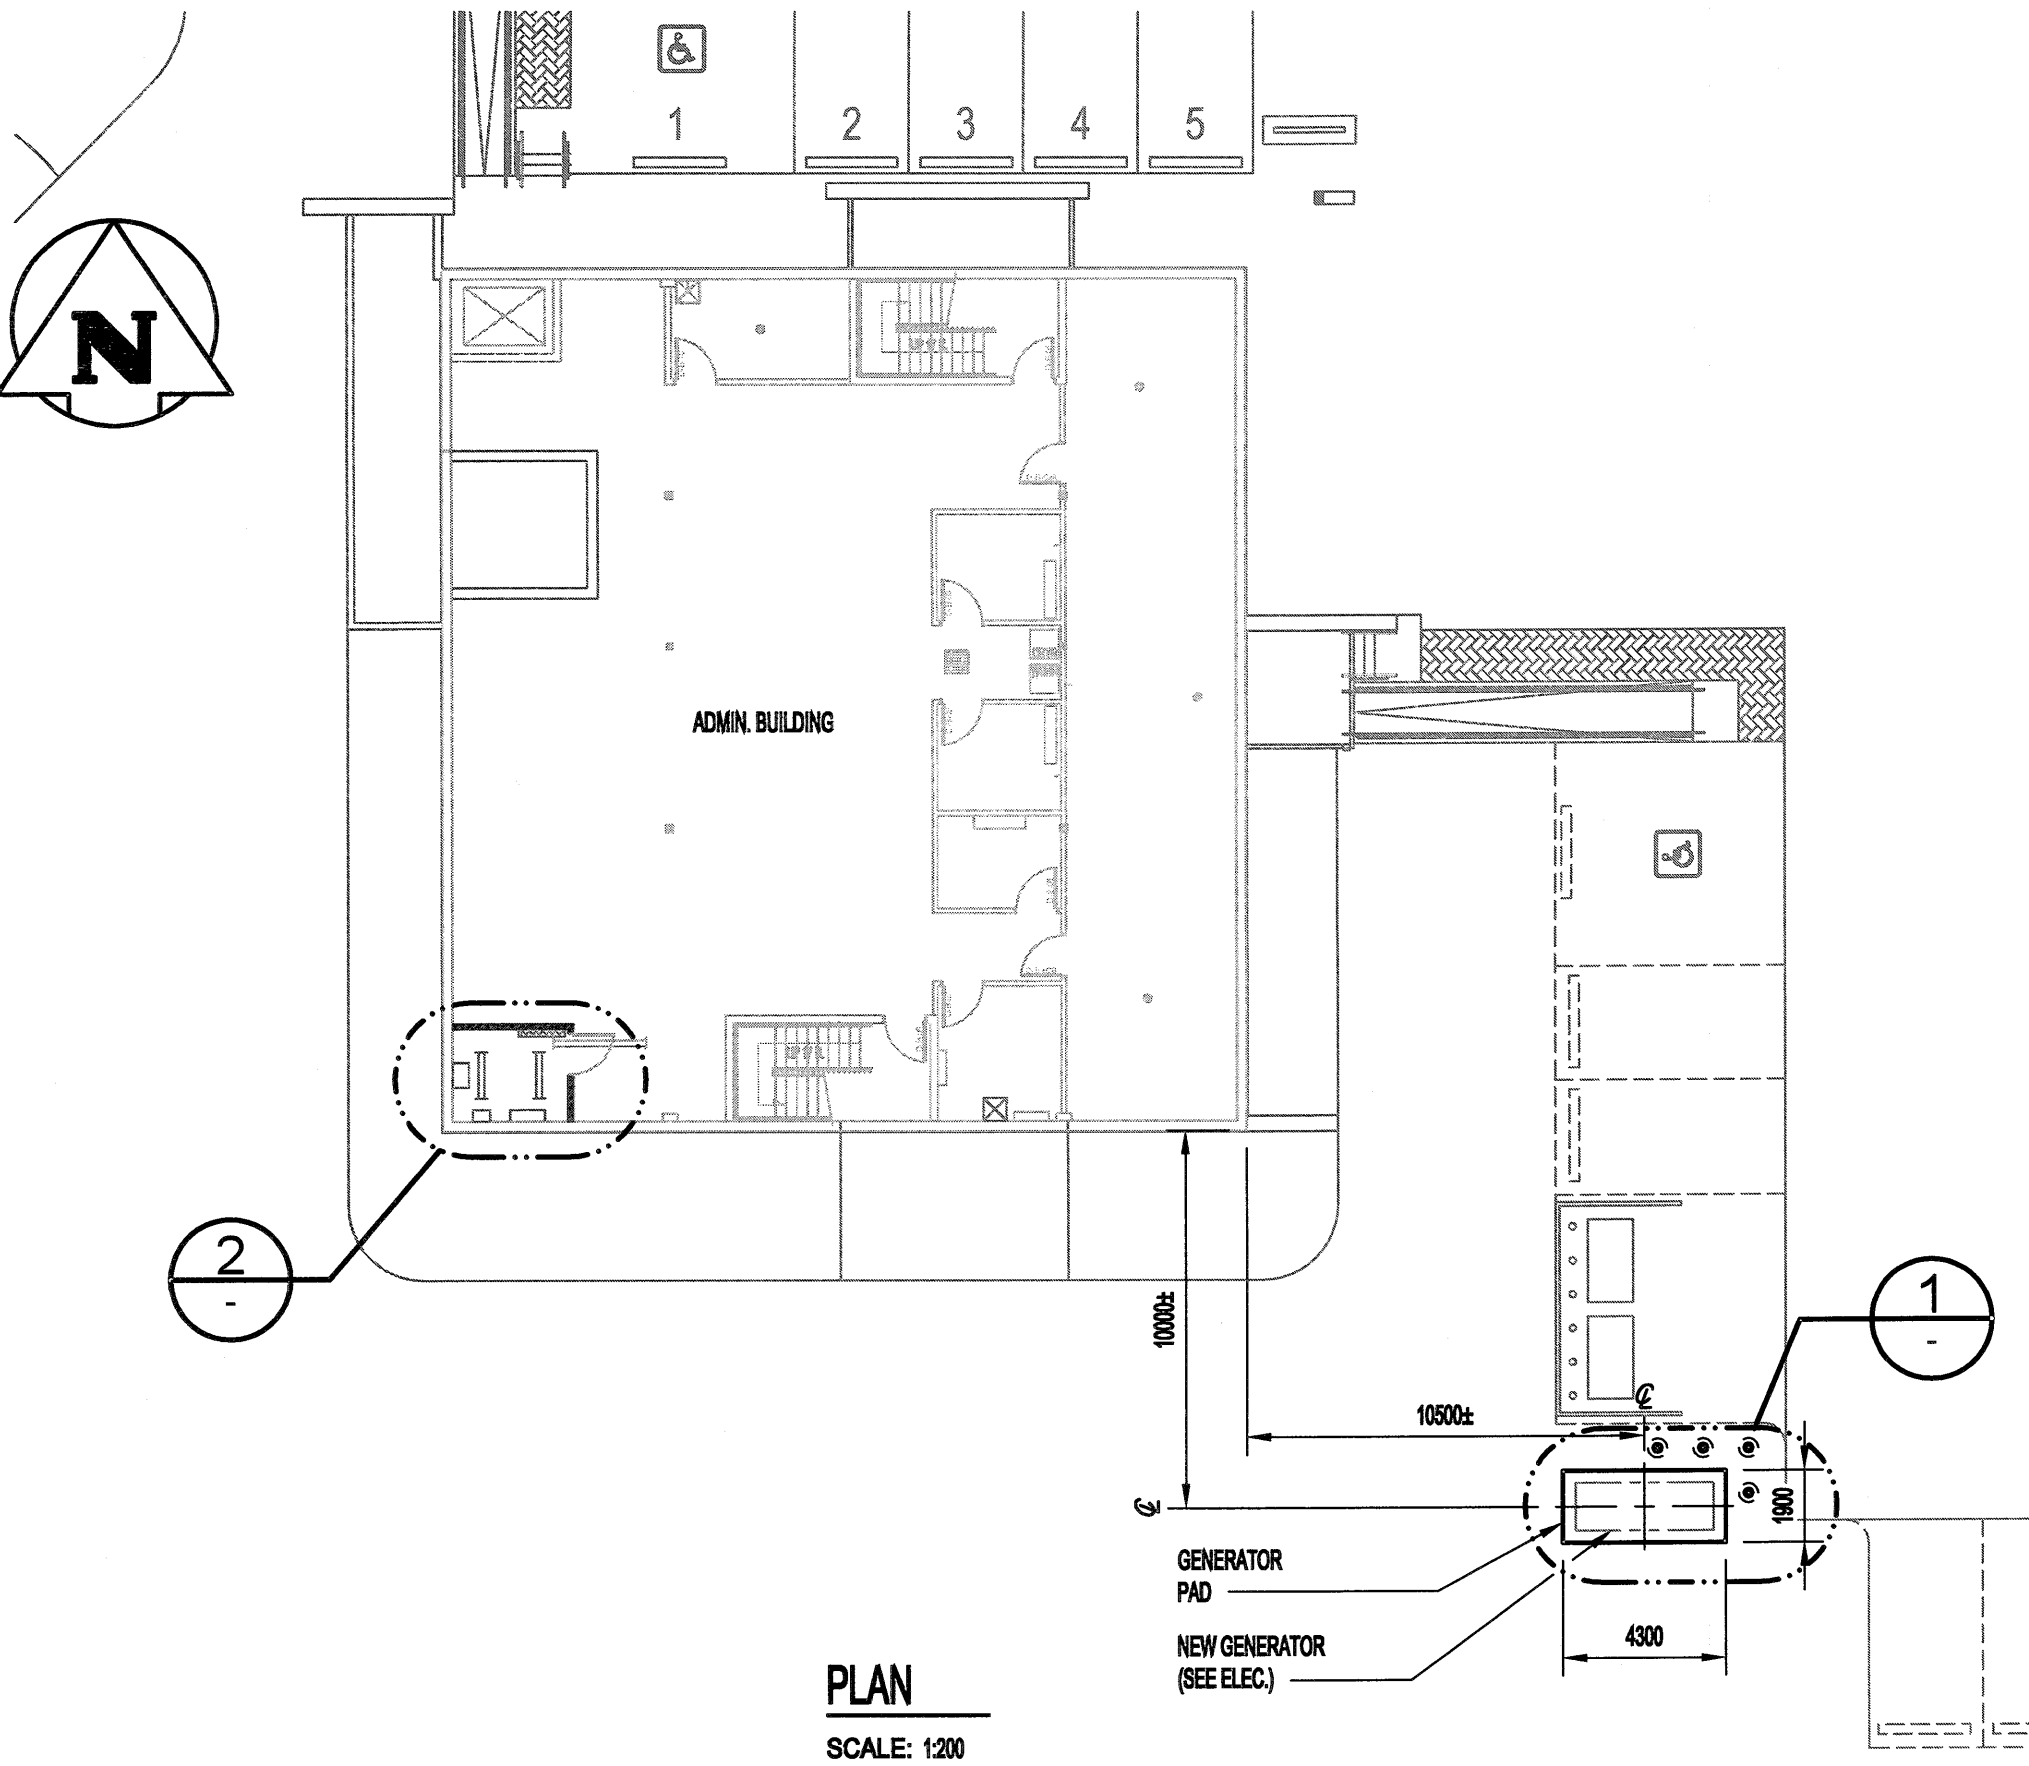 1
2
3
4
5
N
ADMIN. BUILDING
2
-
1
-
10000±
10500±
1900
GENERATOR
PAD
NEW GENERATOR
(SEE ELEC.)
4300
PLAN
SCALE: 1:200